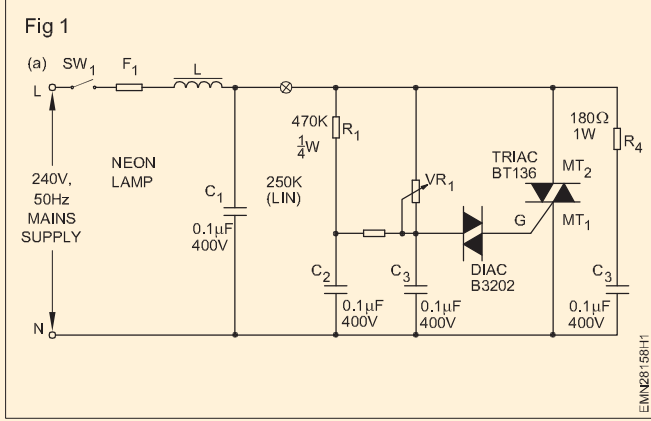 Fig 1
(a) SW1 F1 L
L
470K R1
1/4 W
180Ω
1W R4
NEON
LAMP
TRIAC
BT136 MT2
VR1
240V,
50Hz
MAINS
SUPPLY
C1
0.1µF
400V
250K
(LIN)
G MT1
DIAC
B3202
C2
0.1µF
400V
C3
0.1µF
400V
C3
0.1µF
400V
N
EMN28158H1